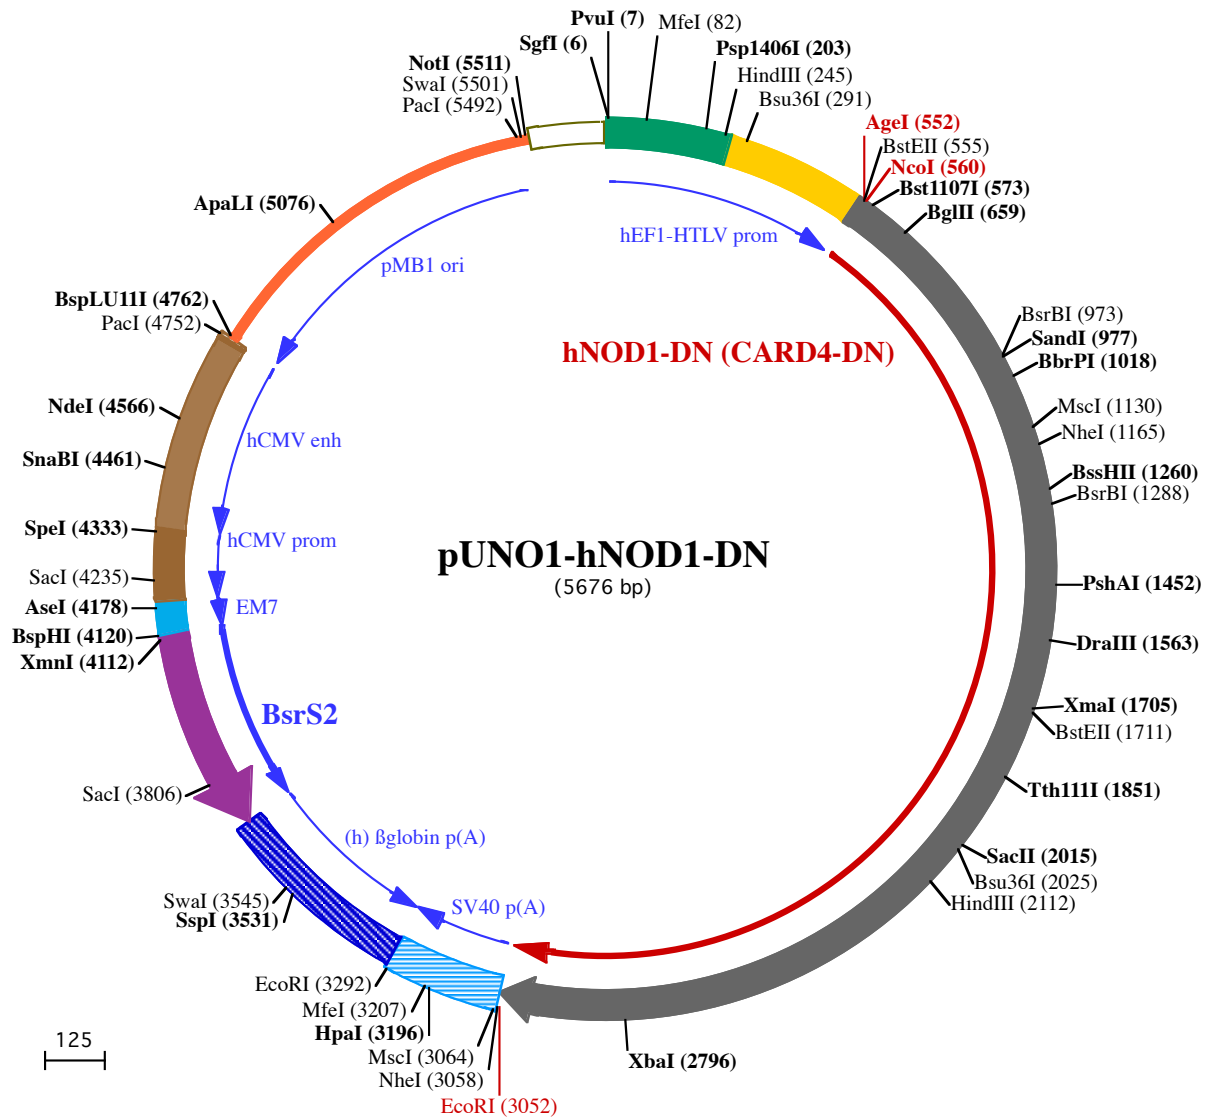 PvuI (7)
MfeI (82)
SgfI (6)
Psp1406I (203)
NotI (5511)
HindIII (245)
SwaI (5501)
Bsu36I (291)
PacI (5492)
AgeI (552)
BstEII (555)
NcoI (560)
Bst1107I (573)
ApaLI (5076)
BglII (659)
hEF1-HTLV prom
pMB1 ori
BspLU11I (4762)
BsrBI (973)
PacI (4752)
SandI (977)
hNOD1-DN (CARD4-DN)
BbrPI (1018)
NdeI (4566)
MscI (1130)
NheI (1165)
hCMV enh
SnaBI (4461)
BssHII (1260)
BsrBI (1288)
SpeI (4333)
hCMV prom
pUNO1-hNOD1-DN
(5676 bp)
SacI (4235)
PshAI (1452)
AseI (4178)
EM7
BspHI (4120)
DraIII (1563)
XmnI (4112)
XmaI (1705)
BsrS2
BstEII (1711)
SacI (3806)
Tth111I (1851)
(h) ßglobin p(A)
SacII (2015)
Bsu36I (2025)
SwaI (3545)
HindIII (2112)
SV40 p(A)
SspI (3531)
EcoRI (3292)
MfeI (3207)
HpaI (3196)
125
MscI (3064)
XbaI (2796)
NheI (3058)
EcoRI (3052)